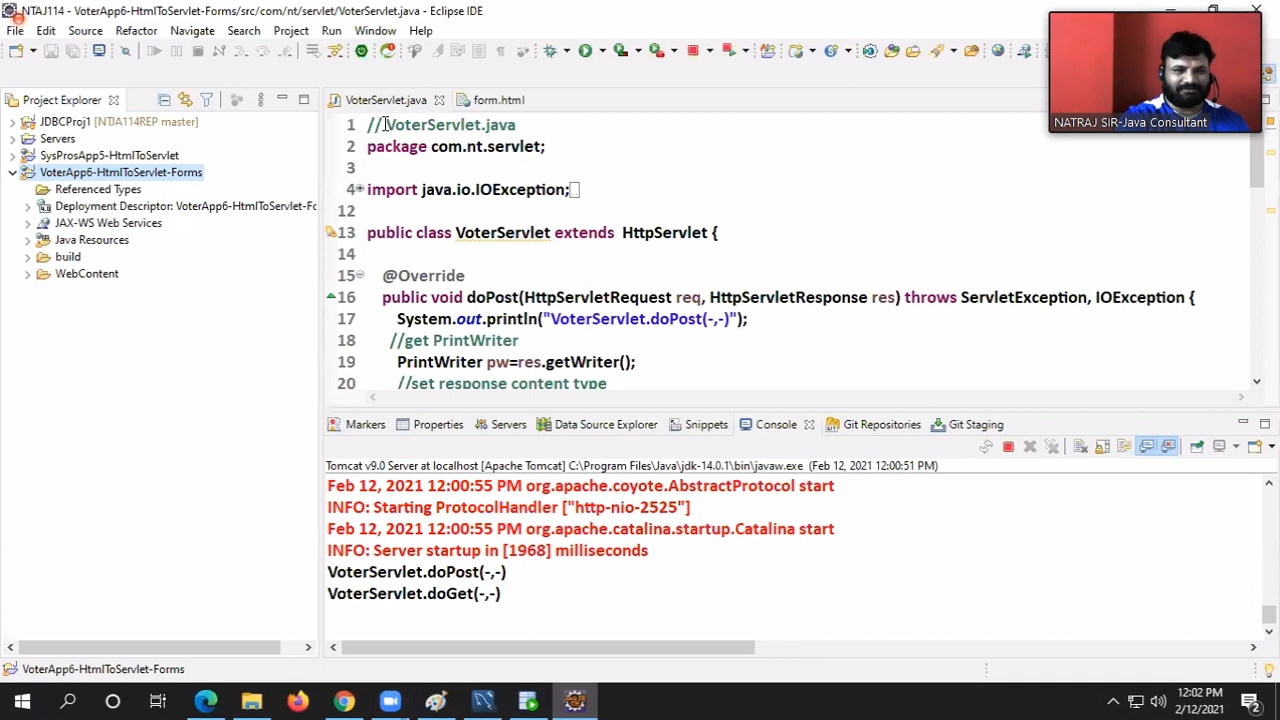 NTAJ114 - VoterApp6-HtmlToServlet-Forms/src/com/nt/servlet/VoterServlet.java - Eclipse IDE
File Edit Source Refactor Navigate Search Project Run Window Help
NATRAJ SIR-Java Consultant
Project Explorer
JDBCProj1 [NTAJ114REP master]
Servers
SysProsApp5-HtmlToServlet
VoterApp6-HtmlToServlet-Forms
Referenced Types
Deployment Descriptor: VoterApp6-HtmlToServlet-Fo
JAX-WS Web Services
Java Resources
build
WebContent
VoterServlet.java form.html
1 //VoterServlet.java
2 package com.nt.servlet;
3
4 import java.io.IOException;
12
13 public class VoterServlet extends HttpServlet {
14
15 @Override
16 public void doPost(HttpServletRequest req, HttpServletResponse res) throws ServletException, IOException {
17 System.out.println("VoterServlet.doPost(-,-)");
18 //get PrintWriter
19 PrintWriter pw=res.getWriter();
20 //set response content type
Markers Properties Servers Data Source Explorer Snippets Console Git Repositories Git Staging
Tomcat v9.0 Server at localhost [Apache Tomcat] C:\Program Files\Java\jdk-14.0.1\bin\javaw.exe (Feb 12, 2021 12:00:51 PM)
Feb 12, 2021 12:00:55 PM org.apache.coyote.AbstractProtocol start
INFO: Starting ProtocolHandler ["http-nio-2525"]
Feb 12, 2021 12:00:55 PM org.apache.catalina.startup.Catalina start
INFO: Server startup in [1968] milliseconds
VoterServlet.doPost(-,-)
VoterServlet.doGet(-,-)
VoterApp6-HtmlToServlet-Forms
12:02 PM
2/12/2021
2